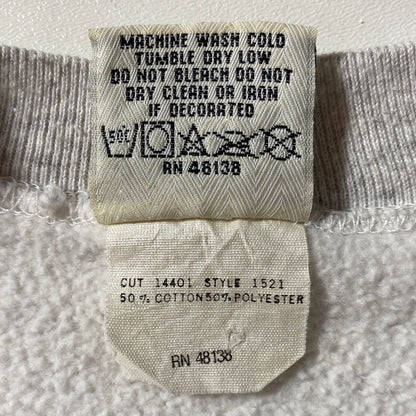 MACHINE WASH COLD
TUMBLE DRY LOW
DO NOT BLEACH DO NOT
DRY CLEAN OR IRON
IF DECORATED
50°C
RN 48138
CUT 14401 STYLE 1521
50% COTTON 50% POLYESTER
RN 48138